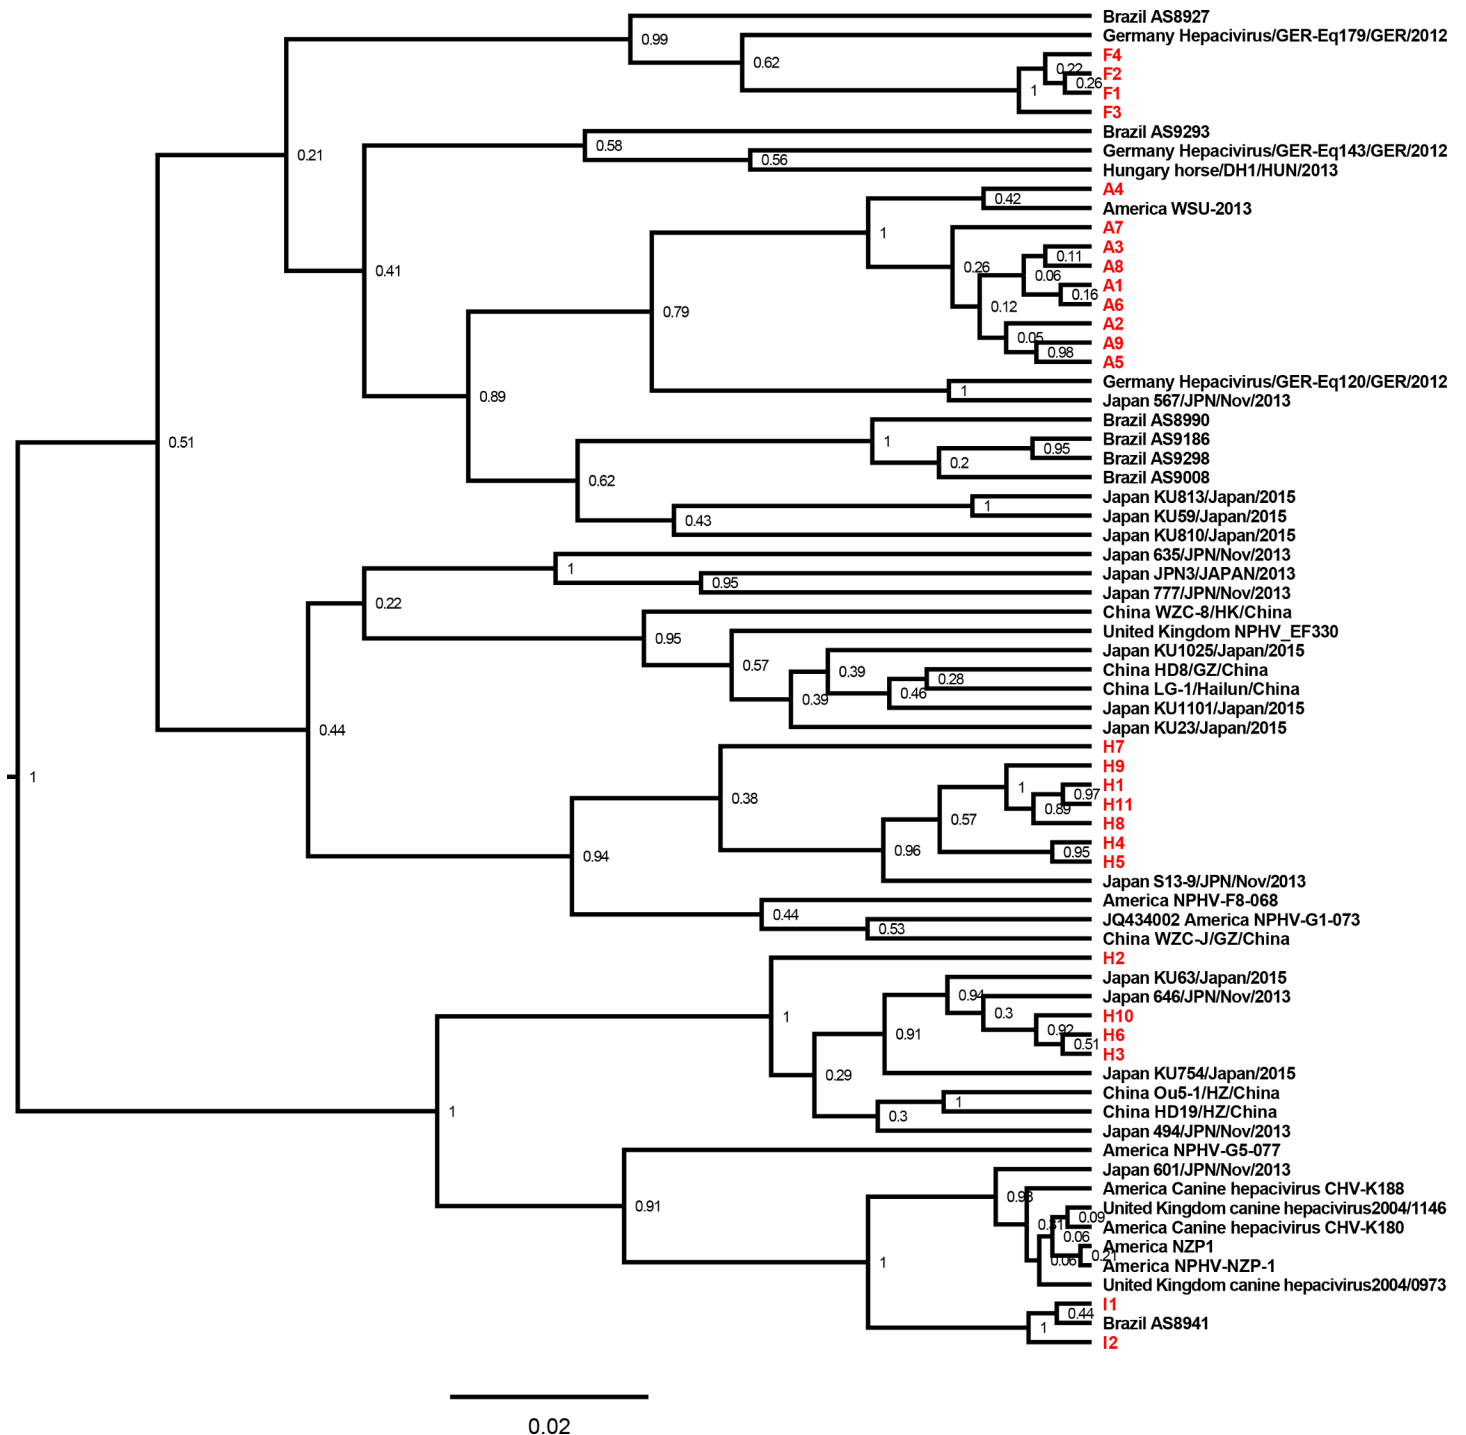 Brazil AS8927
0.99
Germany Hepacivirus/GER-Eq179/GER/2012
0.62
F4
0.22
F2
0.26
1
F1
F3
Brazil AS9293
0.58
Germany Hepacivirus/GER-Eq143/GER/2012
0.21
0.56
Hungary horse/DH1/HUN/2013
A4
0.42
America WSU-2013
A7
1
A3
0.11
0.26
A8
0.41
0.06
A1
0.16
A6
0.12
0.79
A2
0.05
A9
0.98
A5
Germany Hepacivirus/GER-Eq120/GER/2012
1
0.89
Japan 567/JPN/Nov/2013
Brazil AS8990
1
Brazil AS9186
0.51
0.95
Brazil AS9298
0.2
Brazil AS9008
0.62
Japan KU813/Japan/2015
1
Japan KU59/Japan/2015
0.43
Japan KU810/Japan/2015
Japan 635/JPN/Nov/2013
1
Japan JPN3/JAPAN/2013
0.95
Japan 777/JPN/Nov/2013
0.22
China WZC-8/HK/China
United Kingdom NPHV_EF330
0.95
Japan KU1025/Japan/2015
0.57
0.39
China HD8/GZ/China
0.28
China LG-1/Hailun/China
0.46
0.39
Japan KU1101/Japan/2015
Japan KU23/Japan/2015
0.44
H7
H9
1
1
H1
0.97
0.38
H11
0.89
0.57
H8
H4
0.96
0.95
0.94
H5
Japan S13-9/JPN/Nov/2013
America NPHV-F8-068
0.44
JQ434002 America NPHV-G1-073
0.53
China WZC-J/GZ/China
H2
Japan KU63/Japan/2015
0.94
Japan 646/JPN/Nov/2013
0.3
1
H10
0.92
0.91
H6
0.51
H3
0.29
Japan KU754/Japan/2015
China Ou5-1/HZ/China
1
1
China HD19/HZ/China
0.3
Japan 494/JPN/Nov/2013
America NPHV-G5-077
Japan 601/JPN/Nov/2013
America Canine hepacivirus CHV-K188
0.91
United Kingdom canine hepacivirus2004/1146
0.09
America Canine hepacivirus CHV-K180
0.06
America NZP1
0.21
1
0.06
America NPHV-NZP-1
United Kingdom canine hepacivirus2004/0973
I1
0.44
1
Brazil AS8941
I2
0.02